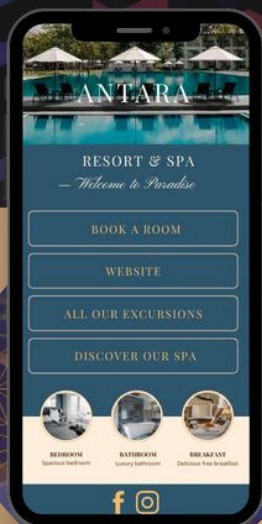 ANTARA
RESORT & SPA
— Welcome to Paradise
BOOK A ROOM
WEBSITE
ALL OUR EXCURSIONS
DISCOVER OUR SPA
BEDROOM BATHROOM BREAKFAST
Spacious bedroom Luxury bathroom Delicious free breakfast